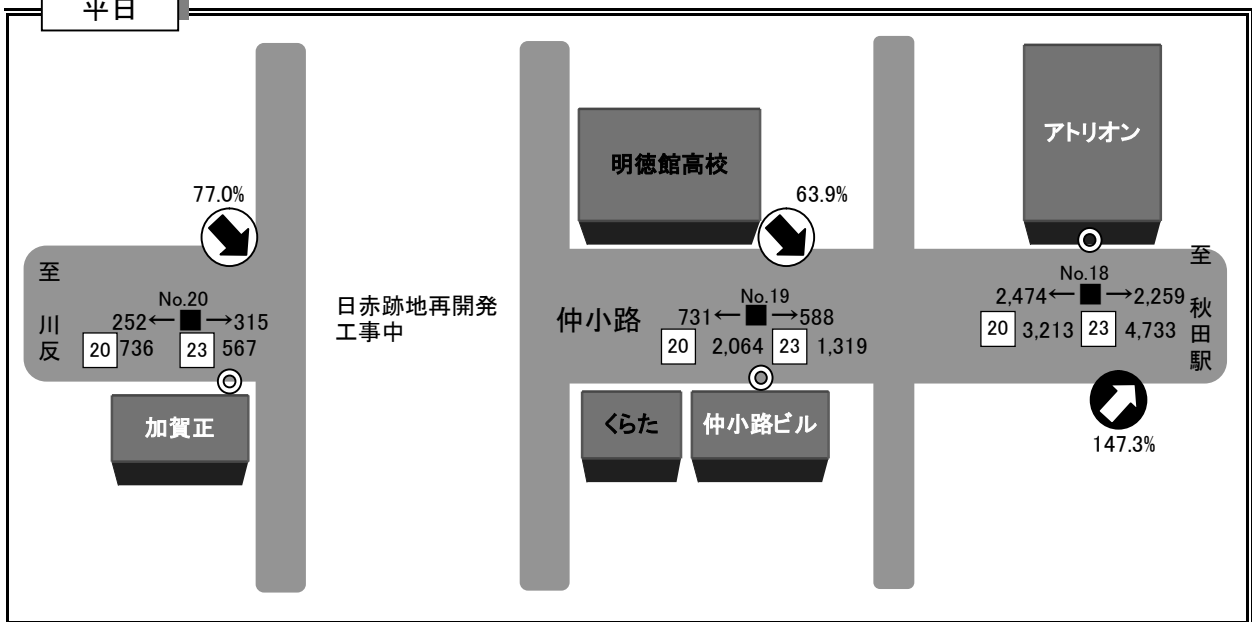 平日
アトリオン
明徳館高校
77.0%
63.9%
至 川反
No.20
252← ■ →315
20 736 23 567
日赤跡地再開発
工事中
仲小路
No.19
731← ■ →588
20 2,064 23 1,319
No.18
2,474← ■ →2,259
20 3,213 23 4,733
至 秋田駅
加賀正
くらた
仲小路ビル
147.3%